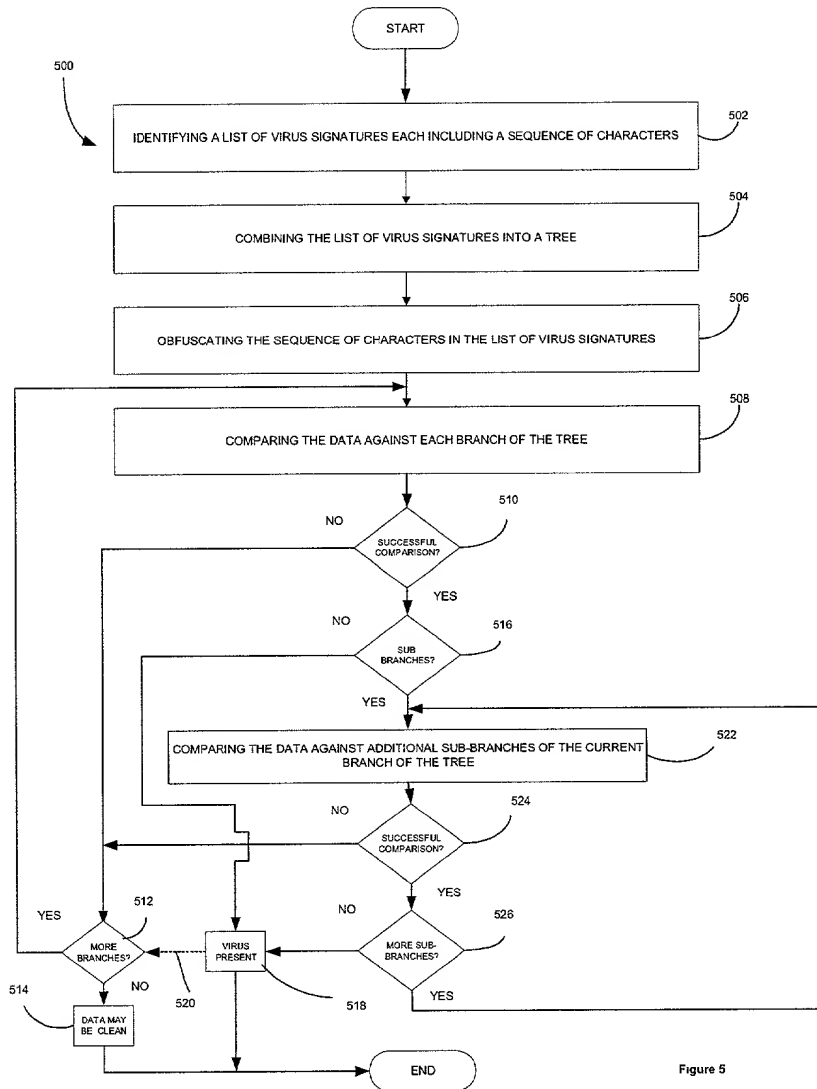 START
500
IDENTIFYING A LIST OF VIRUS SIGNATURES EACH INCLUDING A SEQUENCE OF CHARACTERS
502
504
COMBINING THE LIST OF VIRUS SIGNATURES INTO A TREE
506
OBFUSCATING THE SEQUENCE OF CHARACTERS IN THE LIST OF VIRUS SIGNATURES
508
COMPARING THE DATA AGAINST EACH BRANCH OF THE TREE
510
NO
SUCCESSFUL
COMPARISON?
YES
NO
516
SUB
BRANCHES?
YES
COMPARING THE DATA AGAINST ADDITIONAL SUB-BRANCHES OF THE CURRENT
BRANCH OF THE TREE
522
NO
524
SUCCESSFUL
COMPARISON?
YES
YES
512
NO
526
MORE
BRANCHES?
VIRUS
PRESENT
MORE SUB-
BRANCHES?
514
NO
520
518
YES
DATA MAY
BE CLEAN
END
Figure 5